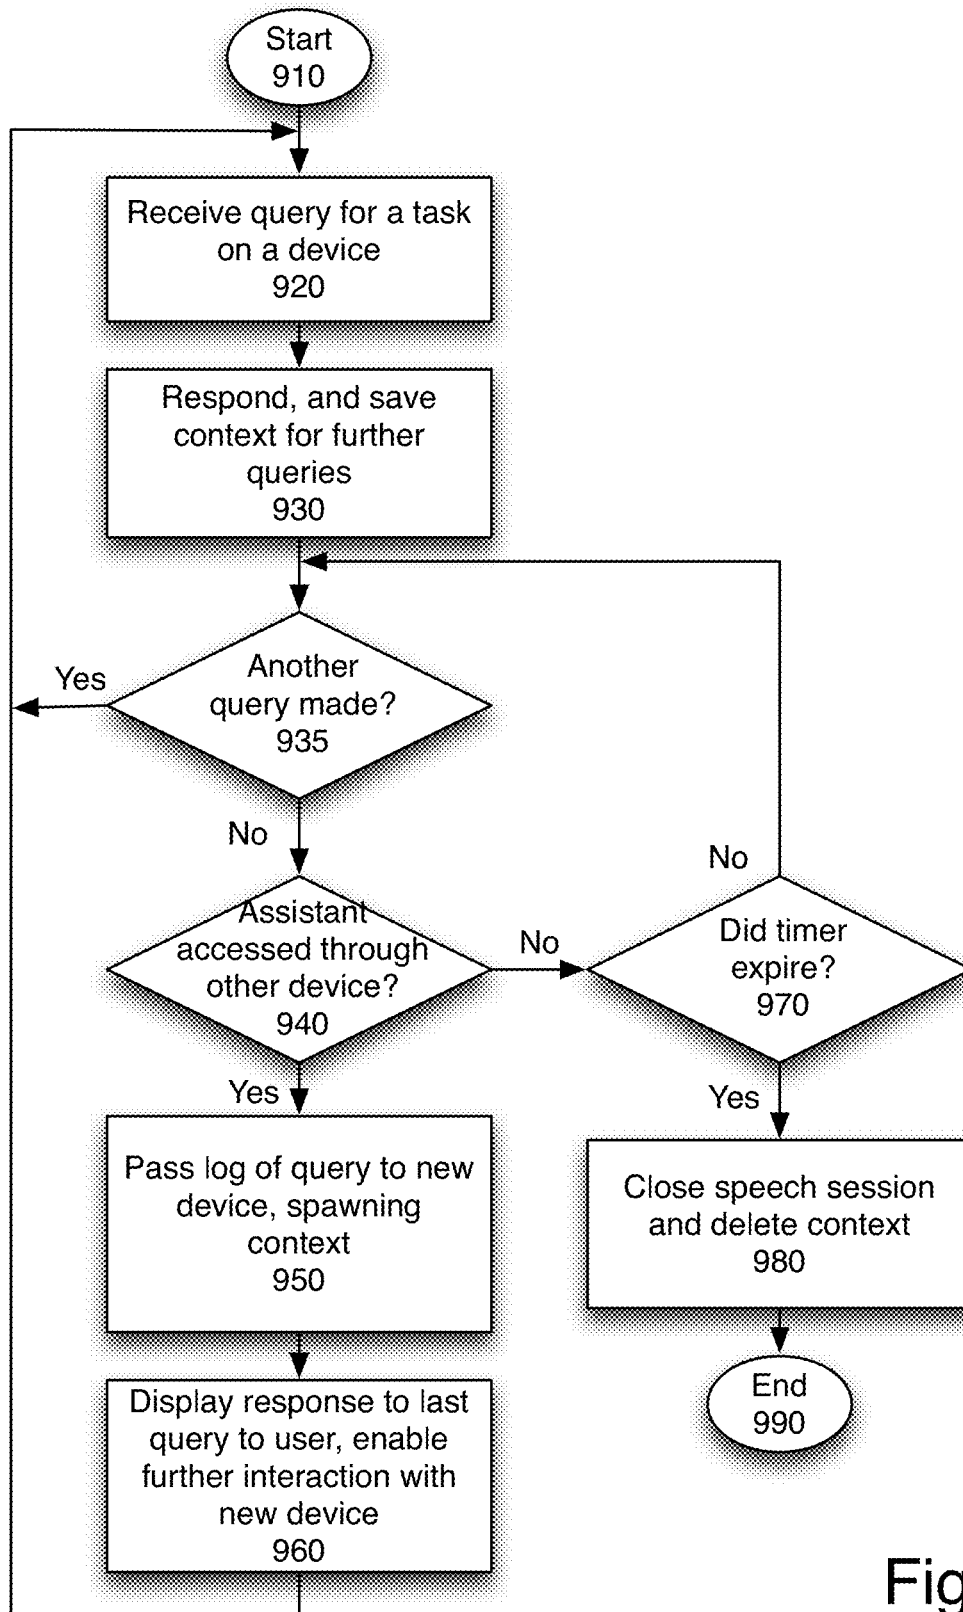 Start
910
Receive query for a task
on a device
920
Respond, and save
context for further
queries
930
Another
query made?
935
Yes
No
Assistant
accessed through
other device?
940
No
Did timer
expire?
970
No
Yes
Yes
Pass log of query to new
device, spawning
context
950
Close speech session
and delete context
980
Display response to last
query to user, enable
further interaction with
new device
960
End
990
Fig